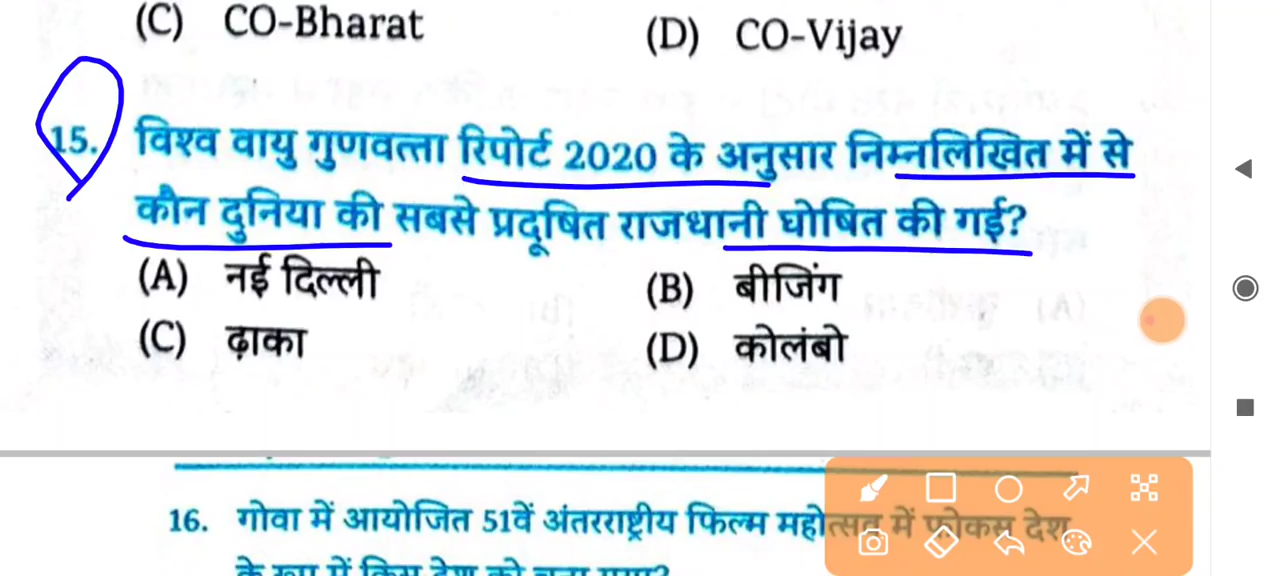 (C) CO-Bharat (D) CO-Vijay
15. विश्व वायु गुणवत्ता रिपोर्ट 2020 के अनुसार निम्नलिखित में से
कौन दुनिया की सबसे प्रदूषित राजधानी घोषित की गई?
(A) नई दिल्ली (B) बीजिंग
(C) ढ़ाका (D) कोलंबो
16. गोवा में आयोजित 51वें अंतरराष्ट्रीय फिल्म महोत्सव में फोकस देश
के रूप में किस देश को चुना गया?